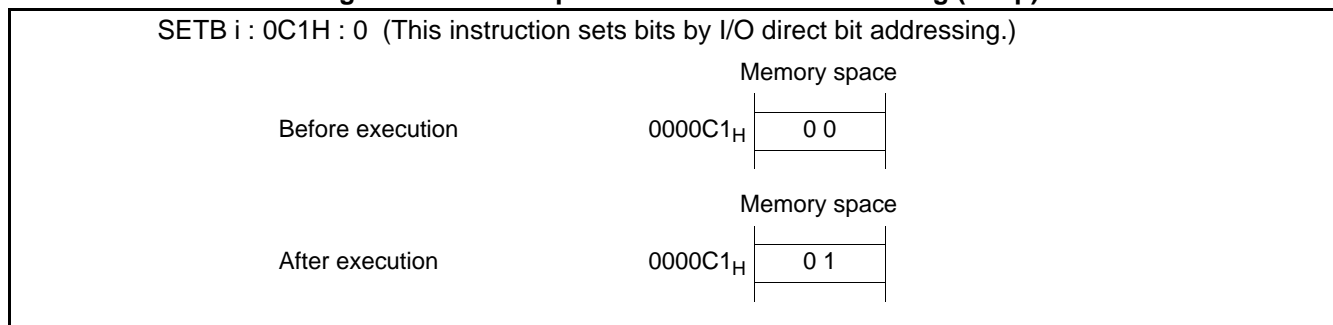 SETB i : 0C1H : 0 (This instruction sets bits by I/O direct bit addressing.)
Memory space
Before execution 0000C1H 0 0
Memory space
After execution 0000C1H 0 1